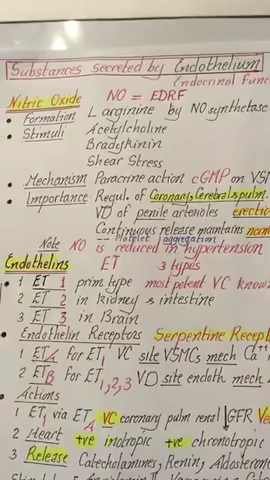 Substances secreted by Endothelium
Endocrinal Func
Nitric Oxide NO = EDRF
• Formation L arginine by NO synthetase
• Stimuli Acetylcholine
Bradykinin
Shear Stress
• Mechanism Paracrine action cGMP on VSM
• Importance Regul. of Coronary, Cerebral & pulm.
VD of penile arterioles erectio
Continuous release maintains norm
-- Platelet aggregation
Note NO is reduced in hypertension
Endothelins ET 3 types
• 1 ET 1 prim type most potent VC know
2 ET 2 in kidney & intestine
3 ET 3 in Brain
• Endothelin Receptors Serpentine Recept
1 ETA for ET1 VC site VSMCs mech Ca++
2 ETB for ET1,2,3 VD site endoth mech
• Actions
1 ET1 via ETA VC coronary pulm renal ↓GFR Ve
2 Heart +ve inotropic +ve chronotropic
3 Release Catecholamines, Renin, Aldosterone